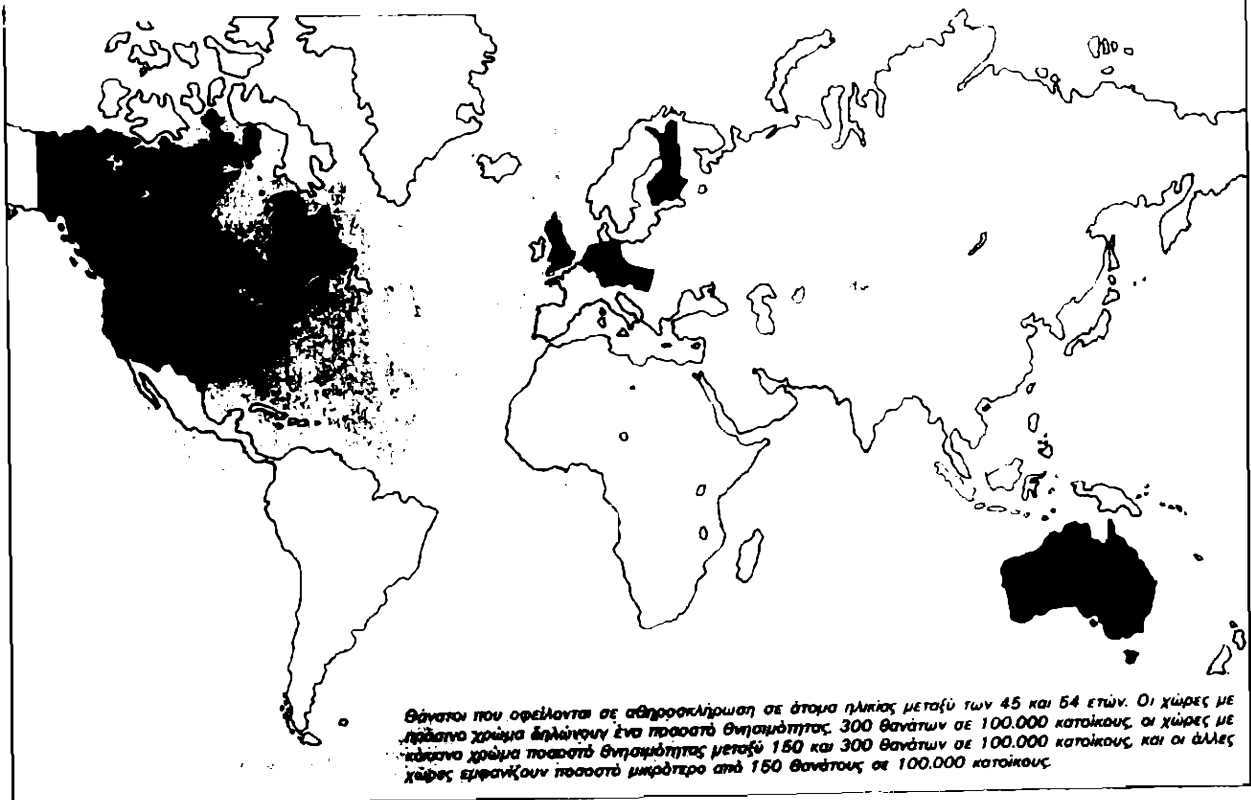 Θάνατοι που οφείλονται σε αθηροσκλήρωση σε άτομα ηλικίας μεταξύ των 45 και 54 ετών. Οι χώρες με
πράσινο χρώμα δηλώνουν ένα ποσοστό θνησιμότητας, 300 θανάτων σε 100.000 κατοίκους, οι χώρες με
κόκκινο χρώμα ποσοστό θνησιμότητας μεταξύ 150 και 300 θανάτων σε 100.000 κατοίκους, και οι άλλες
χώρες εμφανίζουν ποσοστό μικρότερο από 150 θανάτους σε 100.000 κατοίκους.